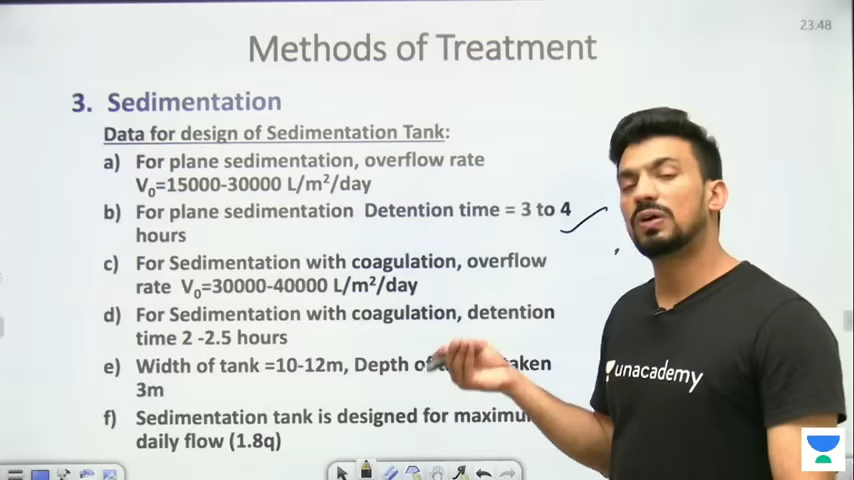 23:48
Methods of Treatment
3. Sedimentation
Data for design of Sedimentation Tank:
a) For plane sedimentation, overflow rate
V₀=15000-30000 L/m²/day
b) For plane sedimentation Detention time = 3 to 4
hours
c) For Sedimentation with coagulation, overflow
rate V₀=30000-40000 L/m²/day
d) For Sedimentation with coagulation, detention
time 2 -2.5 hours
e) Width of tank =10-12m, Depth of taken
3m
f) Sedimentation tank is designed for
daily flow (1.8q)
unacademy